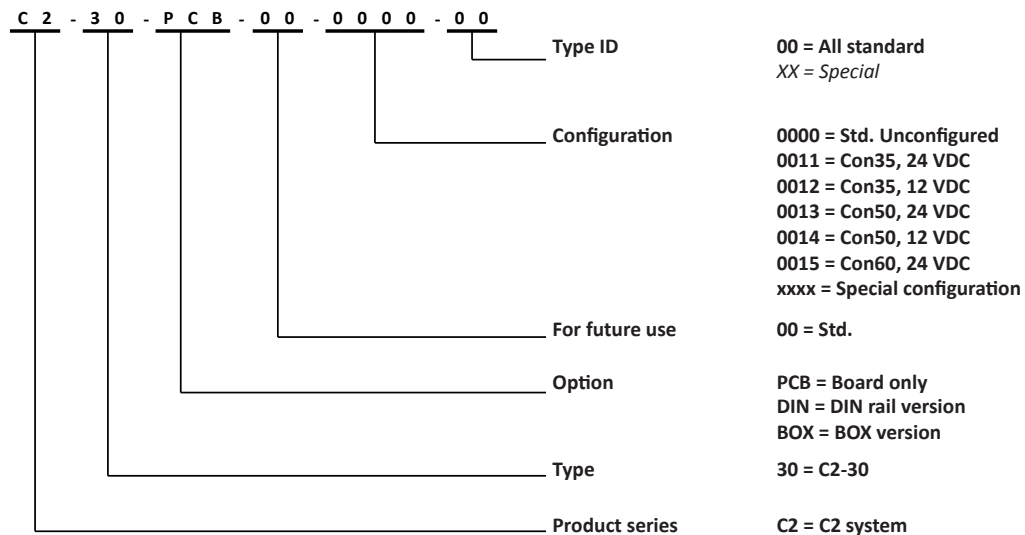 C2-30-PCB-00-0000-00
Type ID 00 = All standard
XX = Special
Configuration 0000 = Std. Unconfigured
0011 = Con35, 24 VDC
0012 = Con35, 12 VDC
0013 = Con50, 24 VDC
0014 = Con50, 12 VDC
0015 = Con60, 24 VDC
xxxx = Special configuration
For future use 00 = Std.
Option PCB = Board only
DIN = DIN rail version
BOX = BOX version
Type 30 = C2-30
Product series C2 = C2 system